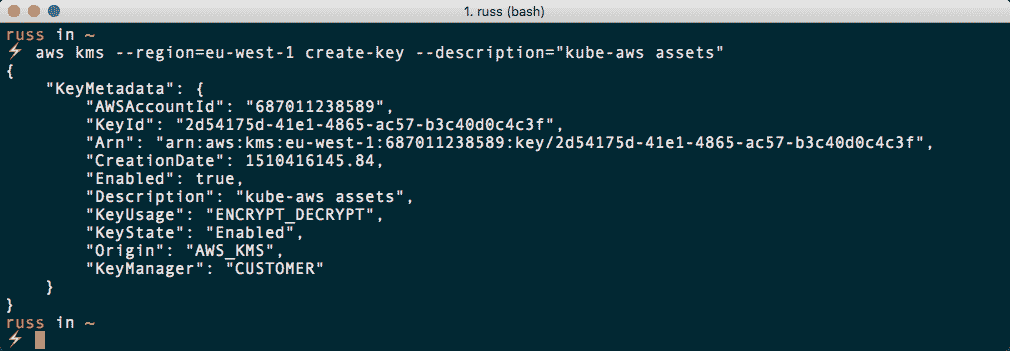 1. russ (bash)
russ in ~
⚡ aws kms --region=eu-west-1 create-key --description="kube-aws assets"
{
    "KeyMetadata": {
        "AWSAccountId": "687011238589",
        "KeyId": "2d54175d-41e1-4865-ac57-b3c40d0c4c3f",
        "Arn": "arn:aws:kms:eu-west-1:687011238589:key/2d54175d-41e1-4865-ac57-b3c40d0c4c3f",
        "CreationDate": 1510416145.84,
        "Enabled": true,
        "Description": "kube-aws assets",
        "KeyUsage": "ENCRYPT_DECRYPT",
        "KeyState": "Enabled",
        "Origin": "AWS_KMS",
        "KeyManager": "CUSTOMER"
    }
}
russ in ~
⚡